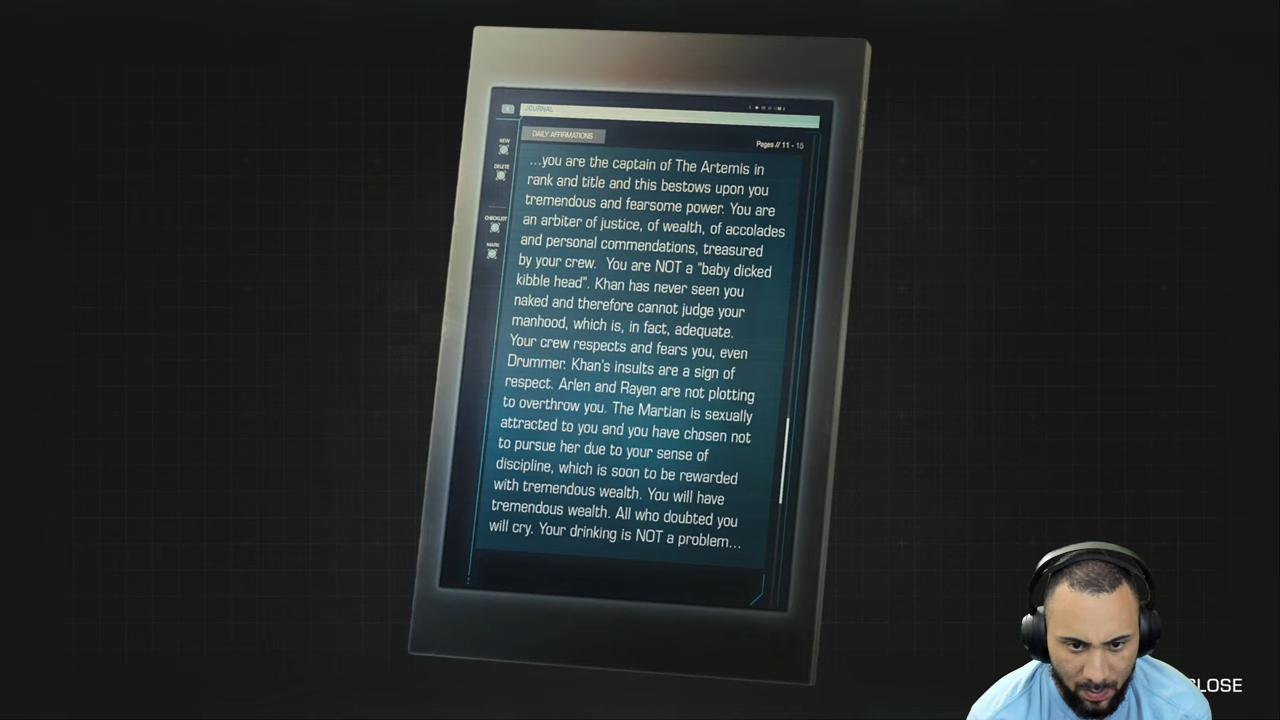 JOURNAL
DAILY AFFIRMATIONS
Pages // 11 - 15
NEW
DELETE
CHECKLIST
MARK
...you are the captain of The Artemis in
rank and title and this bestows upon you
tremendous and fearsome power. You are
an arbiter of justice, of wealth, of accolades
and personal commendations, treasured
by your crew. You are NOT a "baby dicked
kibble head". Khan has never seen you
naked and therefore cannot judge your
manhood, which is, in fact, adequate.
Your crew respects and fears you, even
Drummer. Khan's insults are a sign of
respect. Arlen and Rayen are not plotting
to overthrow you. The Martian is sexually
attracted to you and you have chosen not
to pursue her due to your sense of
discipline, which is soon to be rewarded
with tremendous wealth. You will have
tremendous wealth. All who doubted you
will cry. Your drinking is NOT a problem...
CLOSE